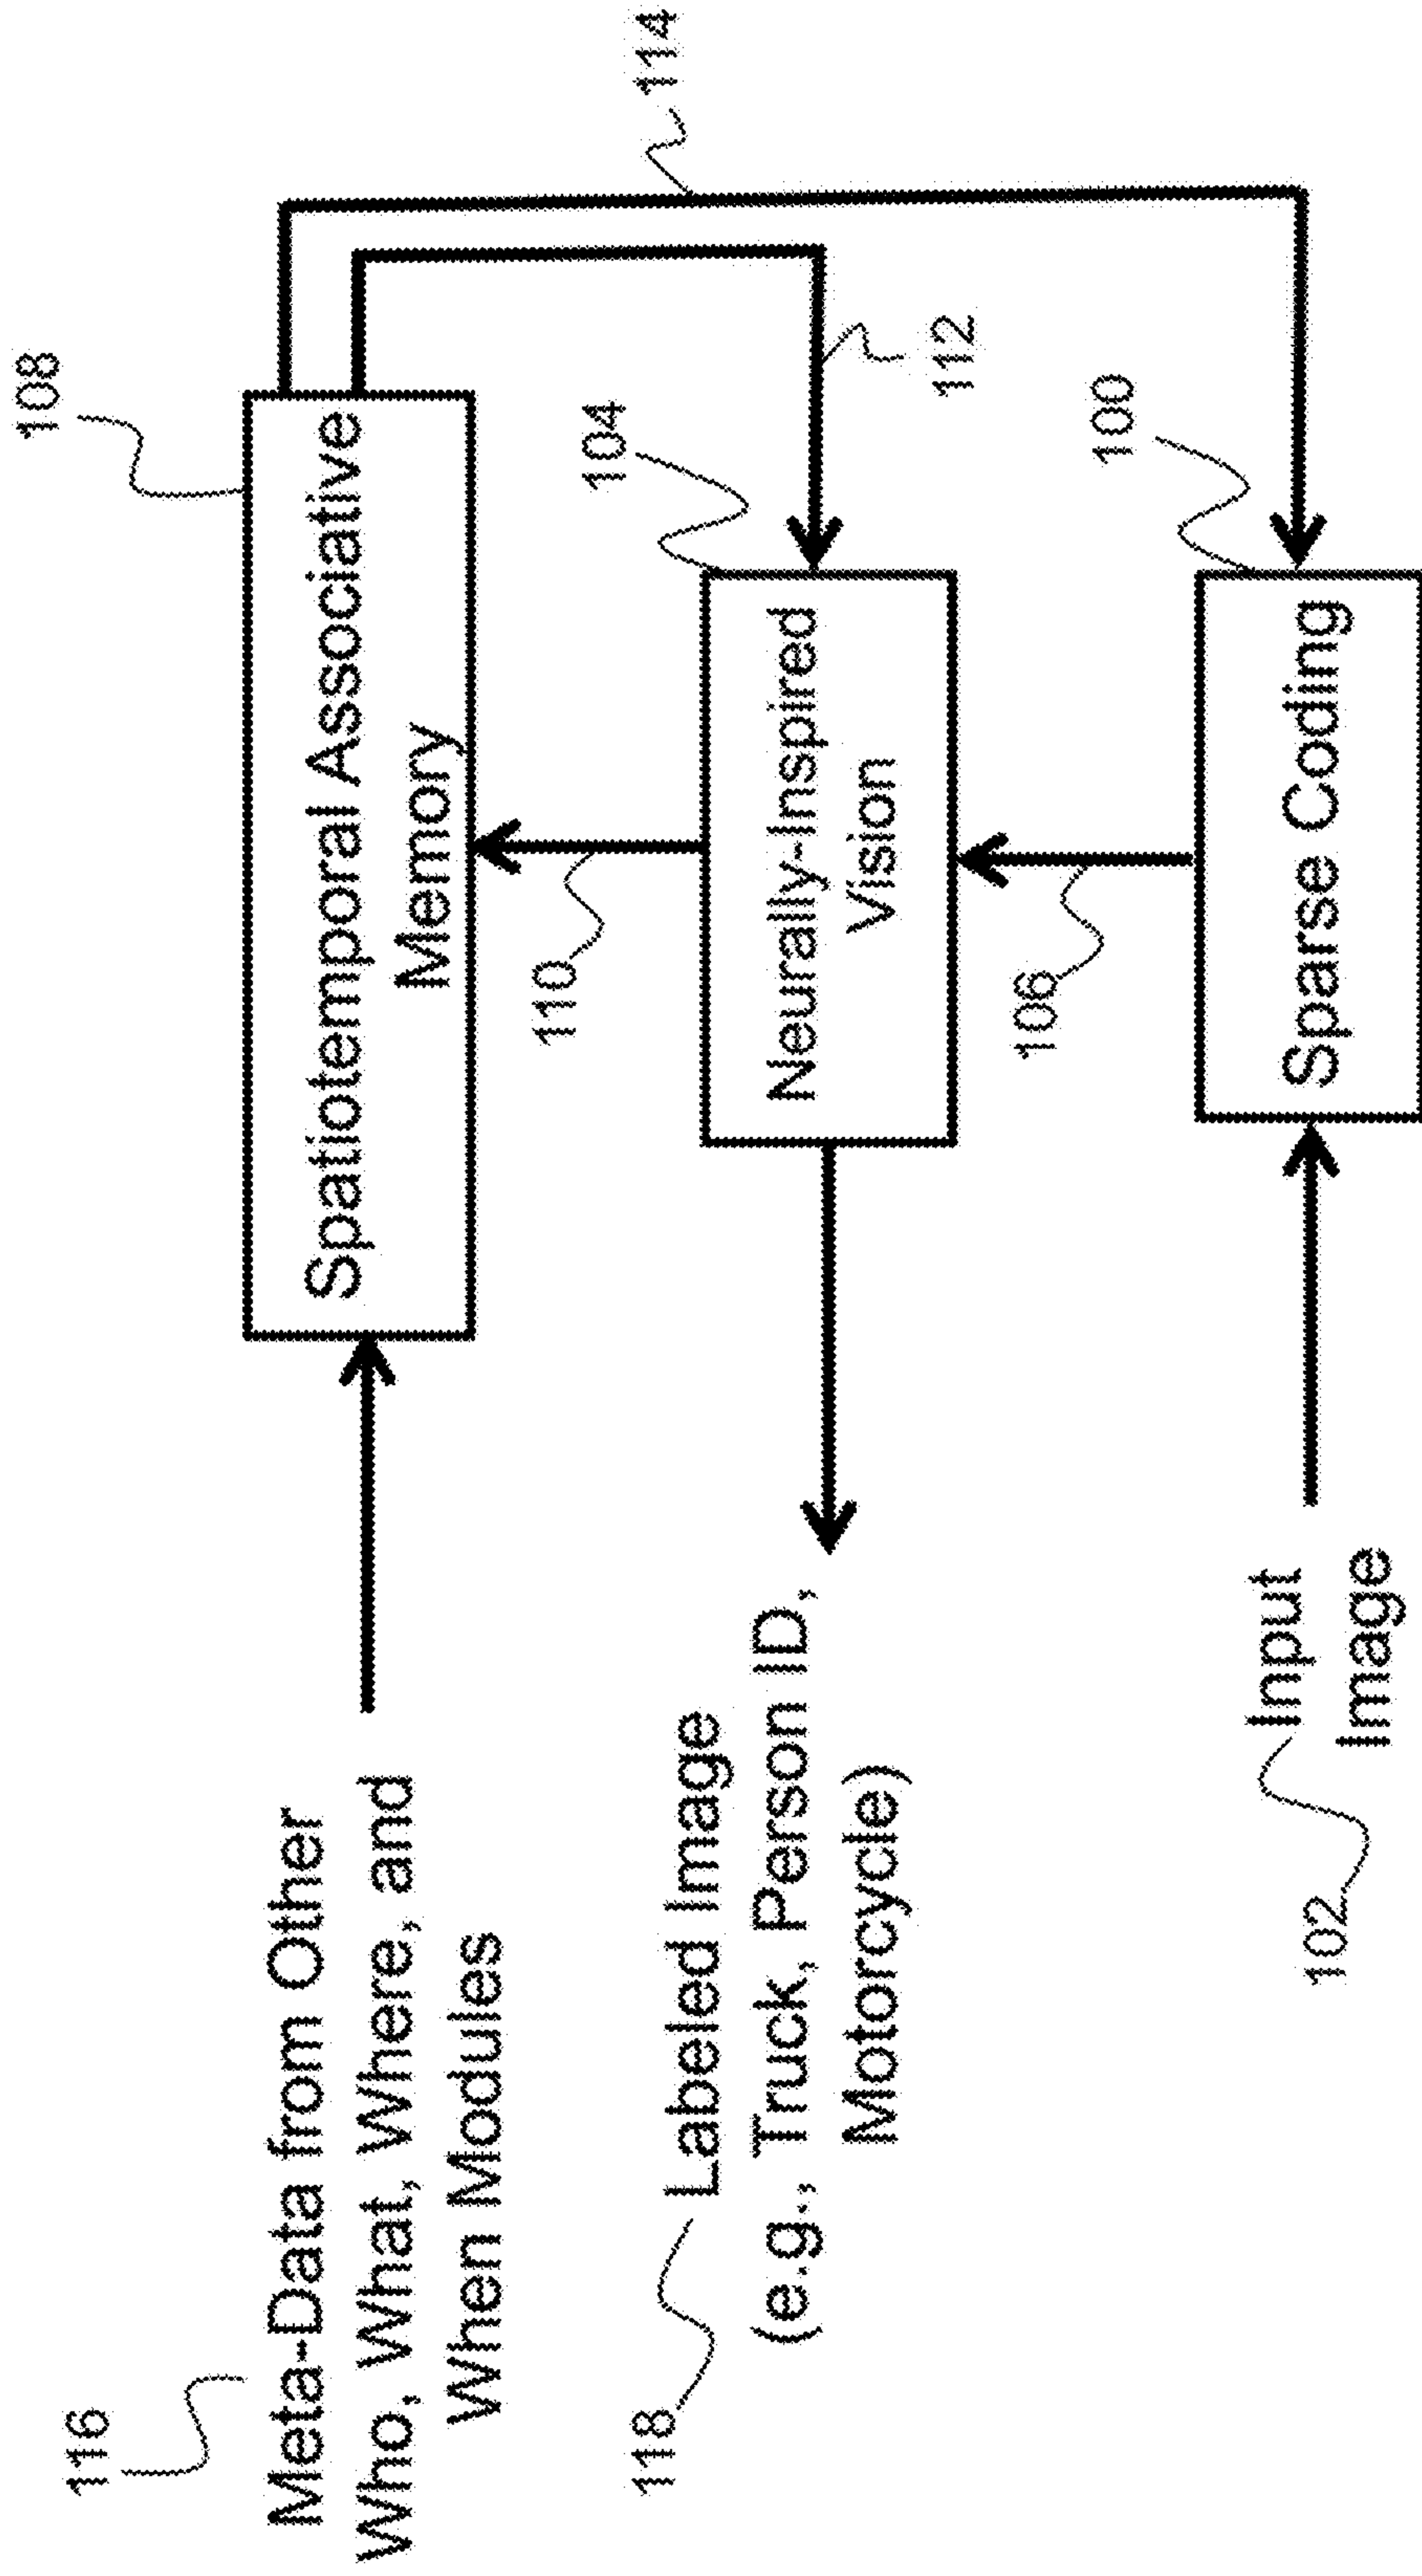 108
116
Meta-Data from Other
Who, What, Where, and
When Modules
Spatiotemporal Associative
Memory
114
110
104
118
Labeled Image
(e.g., Truck, Person ID,
Motorcycle)
Neurally-Inspired
Vision
112
106
100
102
Input
Image
Sparse Coding